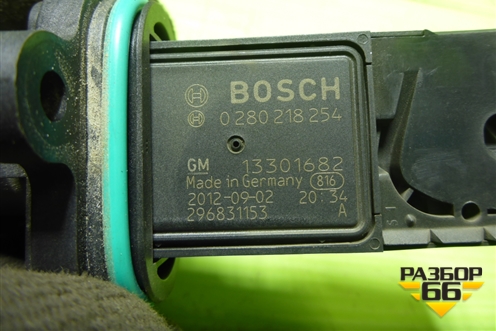 BOSCH
0 280 218 254
GM 13301682
Made in Germany 816
2012-09-02 20:34
296831153 A
РАЗБОР
66